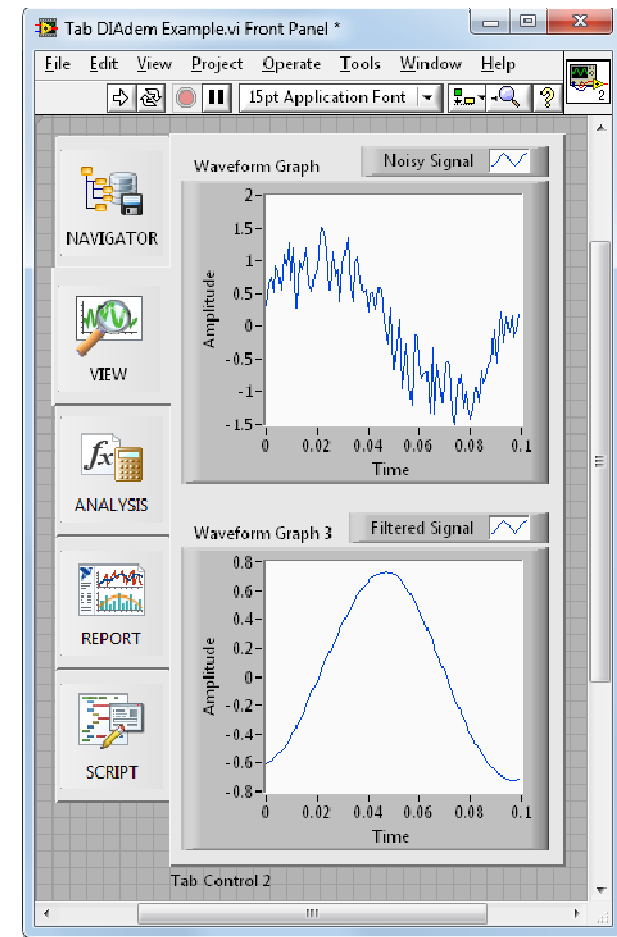 Tab DIAdem Example.vi Front Panel *
File Edit View Project Operate Tools Window Help
15pt Application Font
2
NAVIGATOR
VIEW
ANALYSIS
REPORT
SCRIPT
Waveform Graph
Noisy Signal
Amplitude
2
1.5
1
0.5
0
-0.5
-1
-1.5
0 0.02 0.04 0.06 0.08 0.1
Time
Waveform Graph 3
Filtered Signal
Amplitude
0.8
0.6
0.4
0.2
0
-0.2
-0.4
-0.6
-0.8
0 0.02 0.04 0.06 0.08 0.1
Time
Tab Control 2